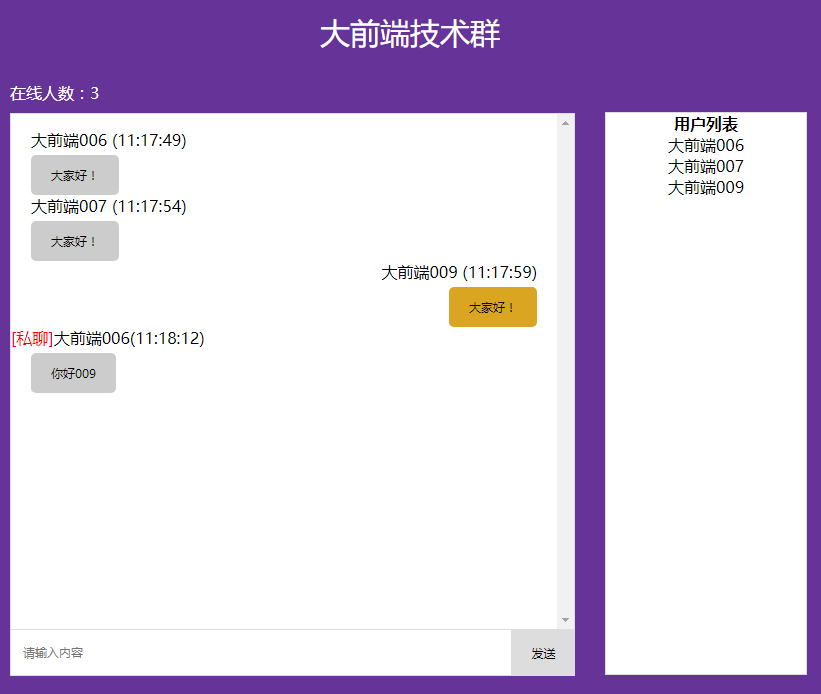 大前端技术群
在线人数：3
大前端006 (11:17:49)
大家好！
大前端007 (11:17:54)
大家好！
大前端009 (11:17:59)
大家好！
[私聊]大前端006(11:18:12)
你好009
请输入内容
发送
用户列表
大前端006
大前端007
大前端009